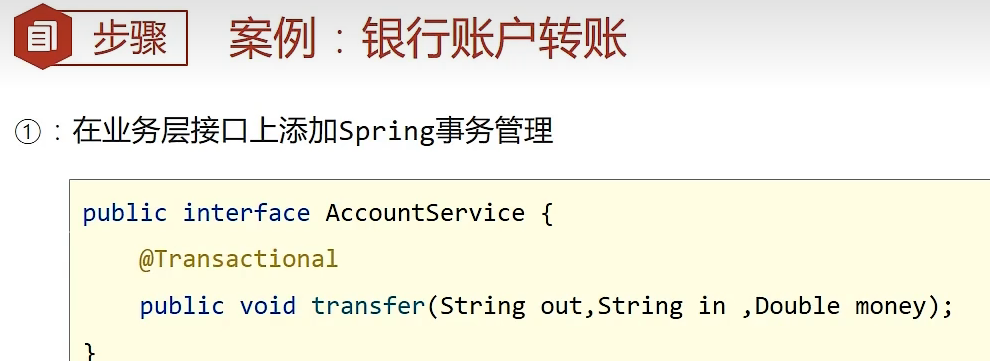 步骤 案例：银行账户转账
①：在业务层接口上添加Spring事务管理
public interface AccountService {
    @Transactional
    public void transfer(String out,String in ,Double money);
}